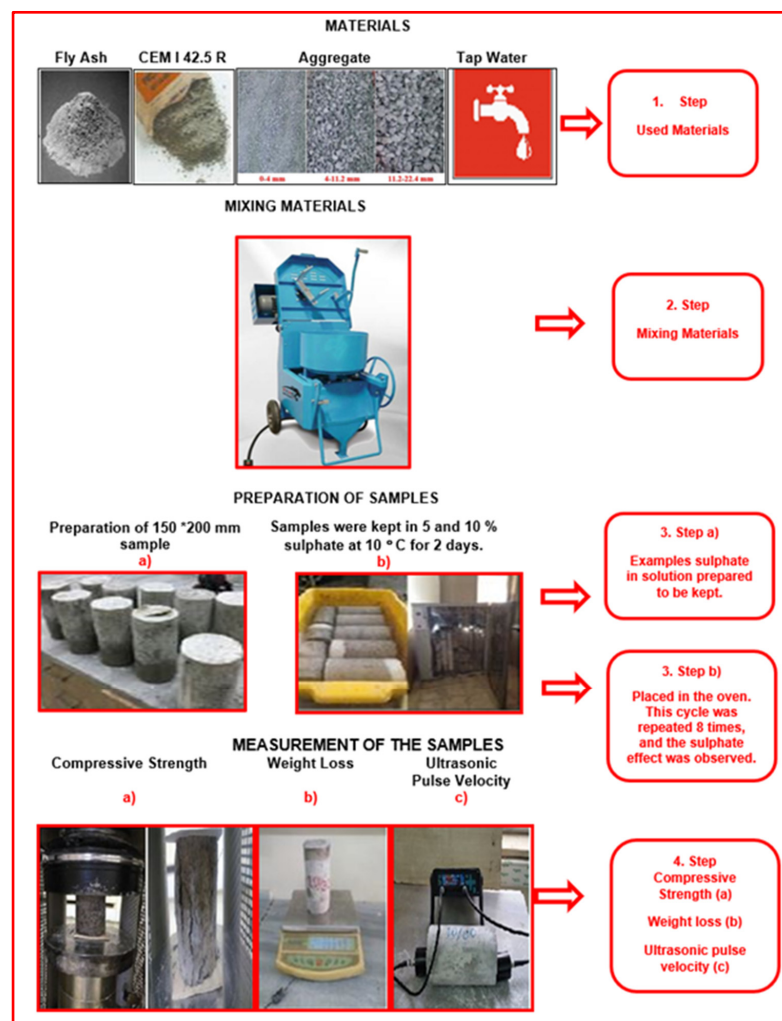 MATERIALS
Fly Ash
CEM I 42.5 R
Aggregate
Tap Water
0-4 mm
4-11.2 mm
11.2-22.4 mm
1. Step
Used Materials
MIXING MATERIALS
2. Step
Mixing Materials
PREPARATION OF SAMPLES
Preparation of 150 *200 mm
sample
a)
Samples were kept in 5 and 10 %
sulphate at 10 ° C for 2 days.
b)
3. Step a)
Examples sulphate
in solution prepared
to be kept.
3. Step b)
Placed in the oven.
This cycle was
repeated 8 times,
and the sulphate
effect was observed.
MEASUREMENT OF THE SAMPLES
Compressive Strength
a)
Weight Loss
b)
Ultrasonic
Pulse Velocity
c)
4. Step
Compressive
Strength (a)
Weight loss (b)
Ultrasonic pulse
velocity (c)